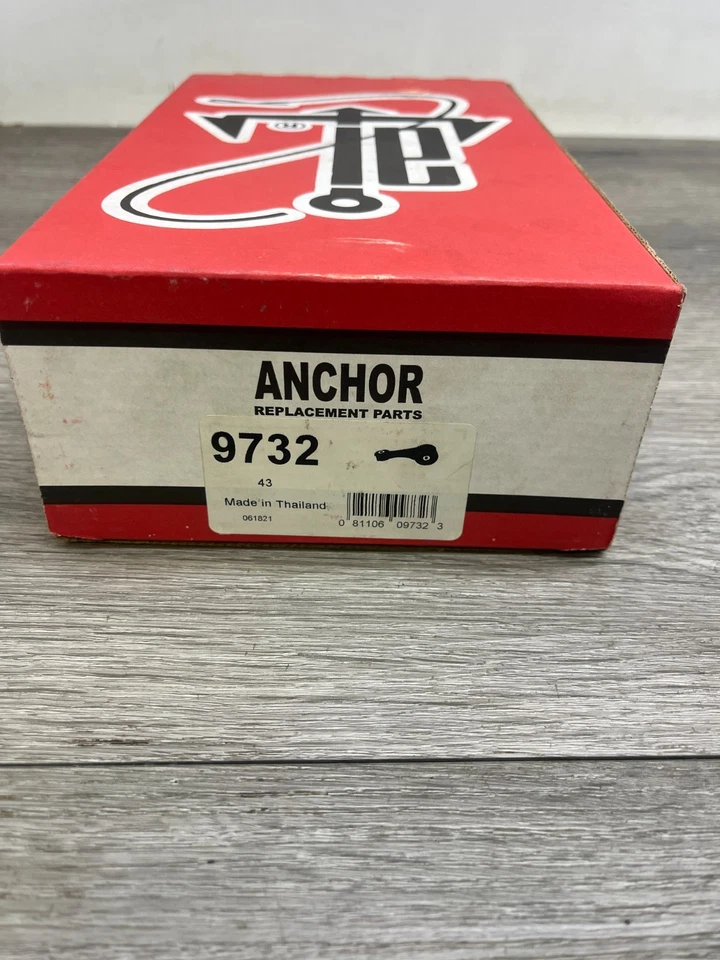 ®
ANCHOR
REPLACEMENT PARTS
9732
43
Made in Thailand
061821
0 81106 09732 3